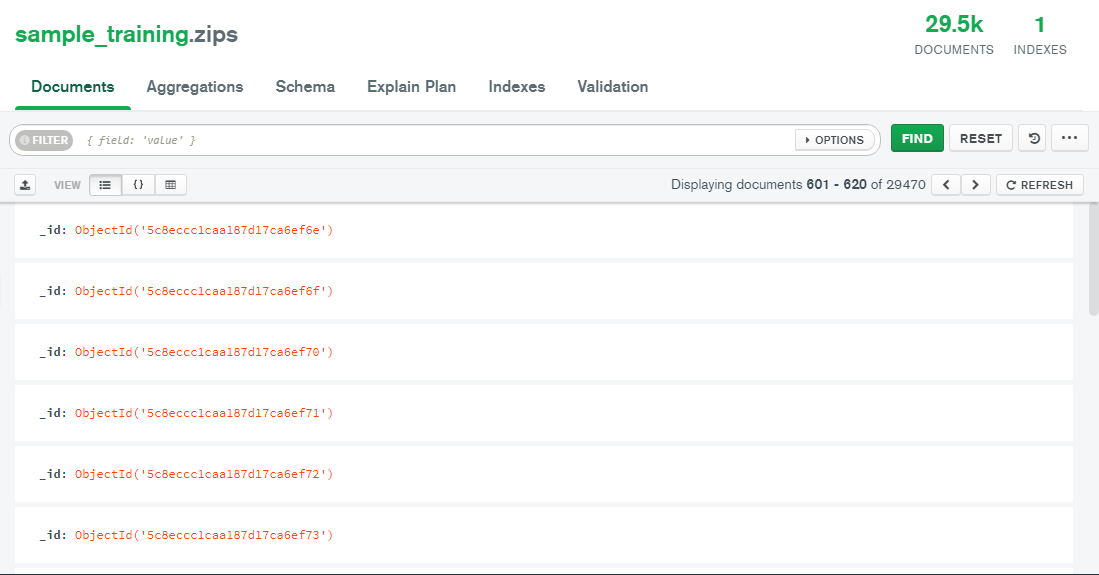 sample_training.zips
29.5k 1
DOCUMENTS INDEXES
Documents Aggregations Schema Explain Plan Indexes Validation
FILTER { field: 'value' } OPTIONS FIND RESET ...
VIEW {} Displaying documents 601 - 620 of 29470 REFRESH
_id: ObjectId('5c8eccc1caa187d17ca6ef6e')
_id: ObjectId('5c8eccc1caa187d17ca6ef6f')
_id: ObjectId('5c8eccc1caa187d17ca6ef70')
_id: ObjectId('5c8eccc1caa187d17ca6ef71')
_id: ObjectId('5c8eccc1caa187d17ca6ef72')
_id: ObjectId('5c8eccc1caa187d17ca6ef73')